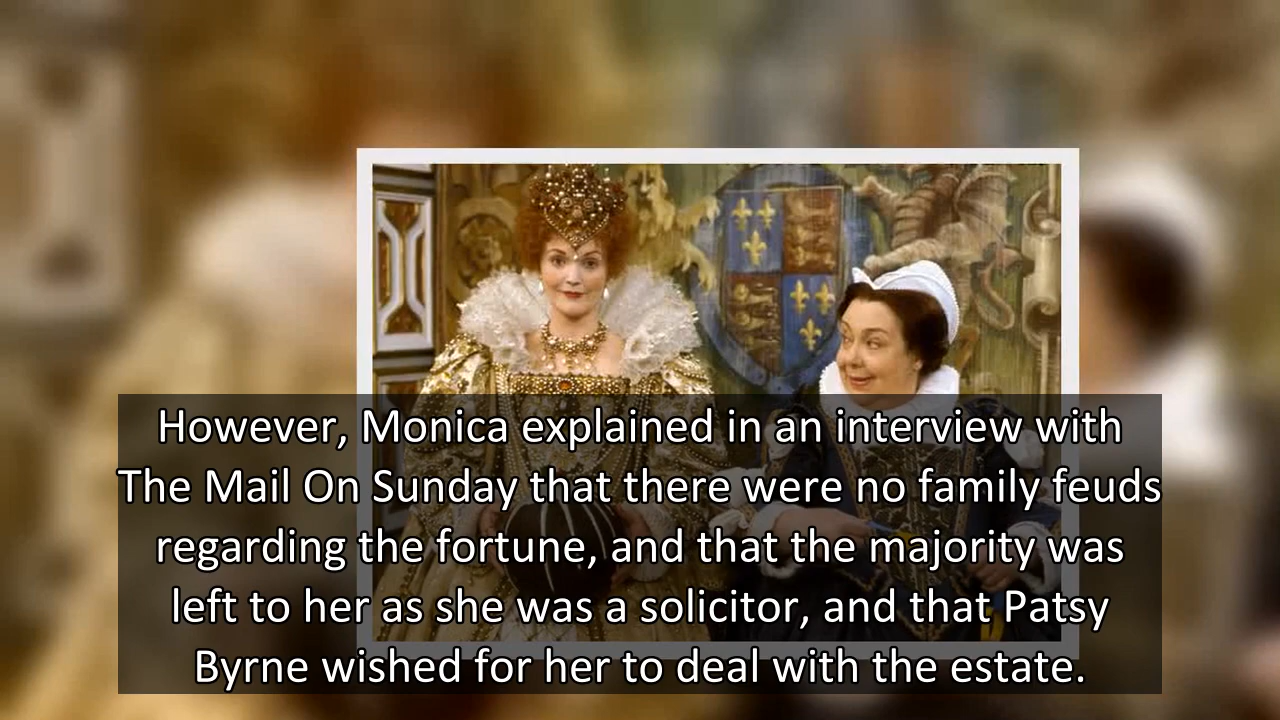 However, Monica explained in an interview with
The Mail On Sunday that there were no family feuds
regarding the fortune, and that the majority was
left to her as she was a solicitor, and that Patsy
Byrne wished for her to deal with the estate.